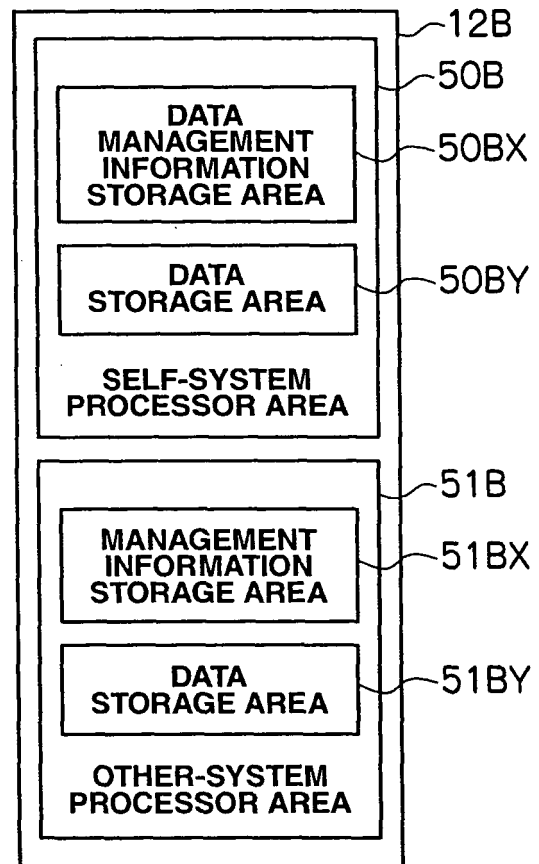 12B
50B
DATA
MANAGEMENT
INFORMATION
STORAGE AREA
50BX
DATA
STORAGE AREA
50BY
SELF-SYSTEM
PROCESSOR AREA
51B
MANAGEMENT
INFORMATION
STORAGE AREA
51BX
DATA
STORAGE AREA
51BY
OTHER-SYSTEM
PROCESSOR AREA